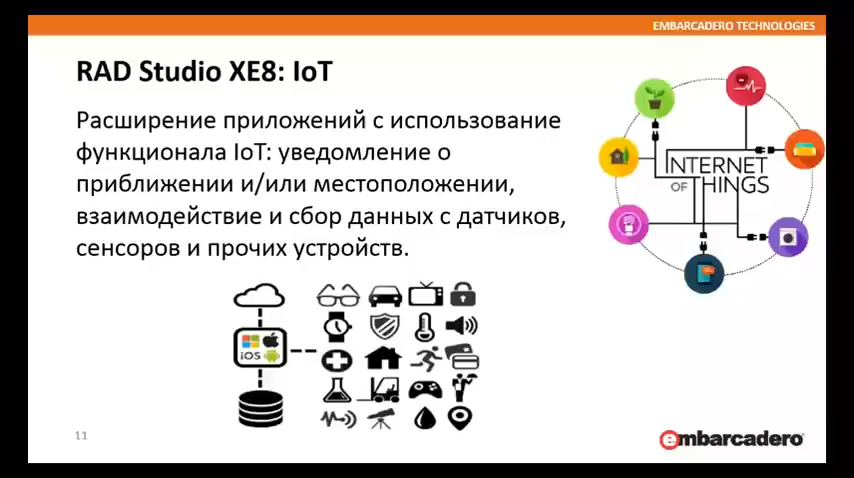 EMBARCADERO TECHNOLOGIES
RAD Studio XE8: IoT
Расширение приложений с использование
функционала IoT: уведомление о
приближении и/или местоположении,
взаимодействие и сбор данных с датчиков,
сенсоров и прочих устройств.
INTERNET
OF THINGS
iOS
11
embarcadero